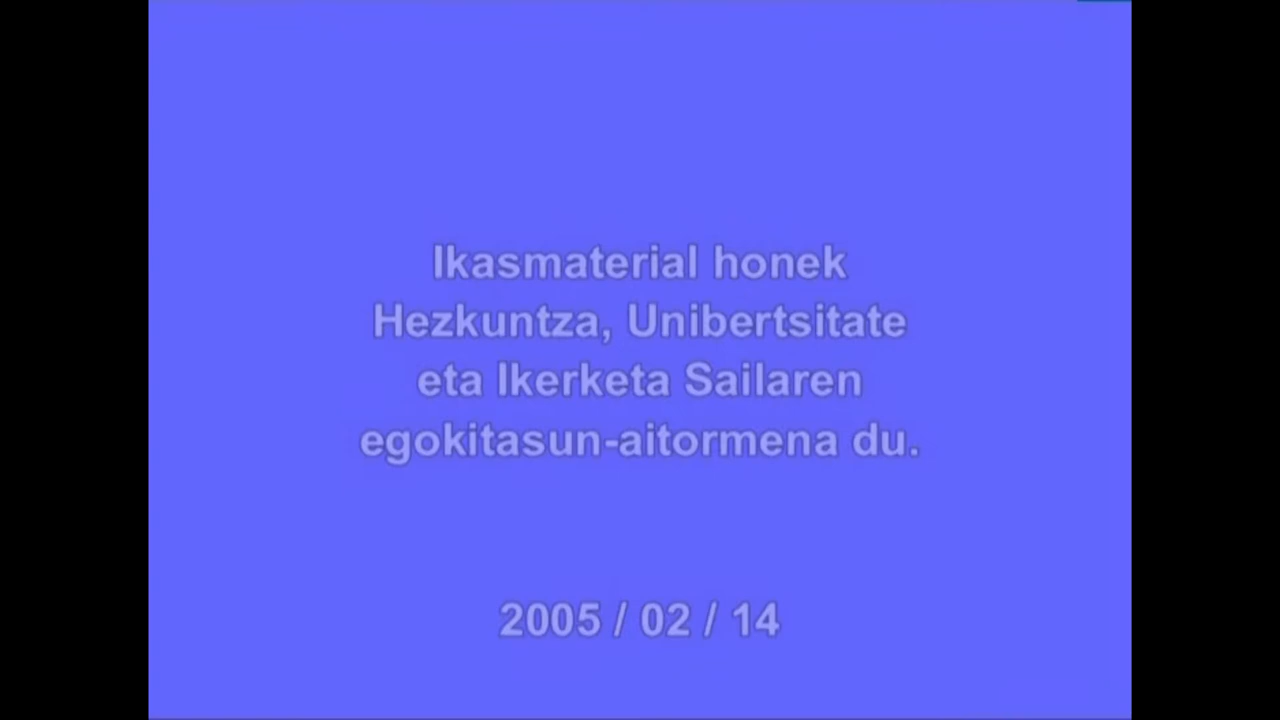 Ikasmaterial honek
Hezkuntza, Unibertsitate
eta Ikerketa Sailaren
egokitasun-aitormena du.
2005 / 02 / 14